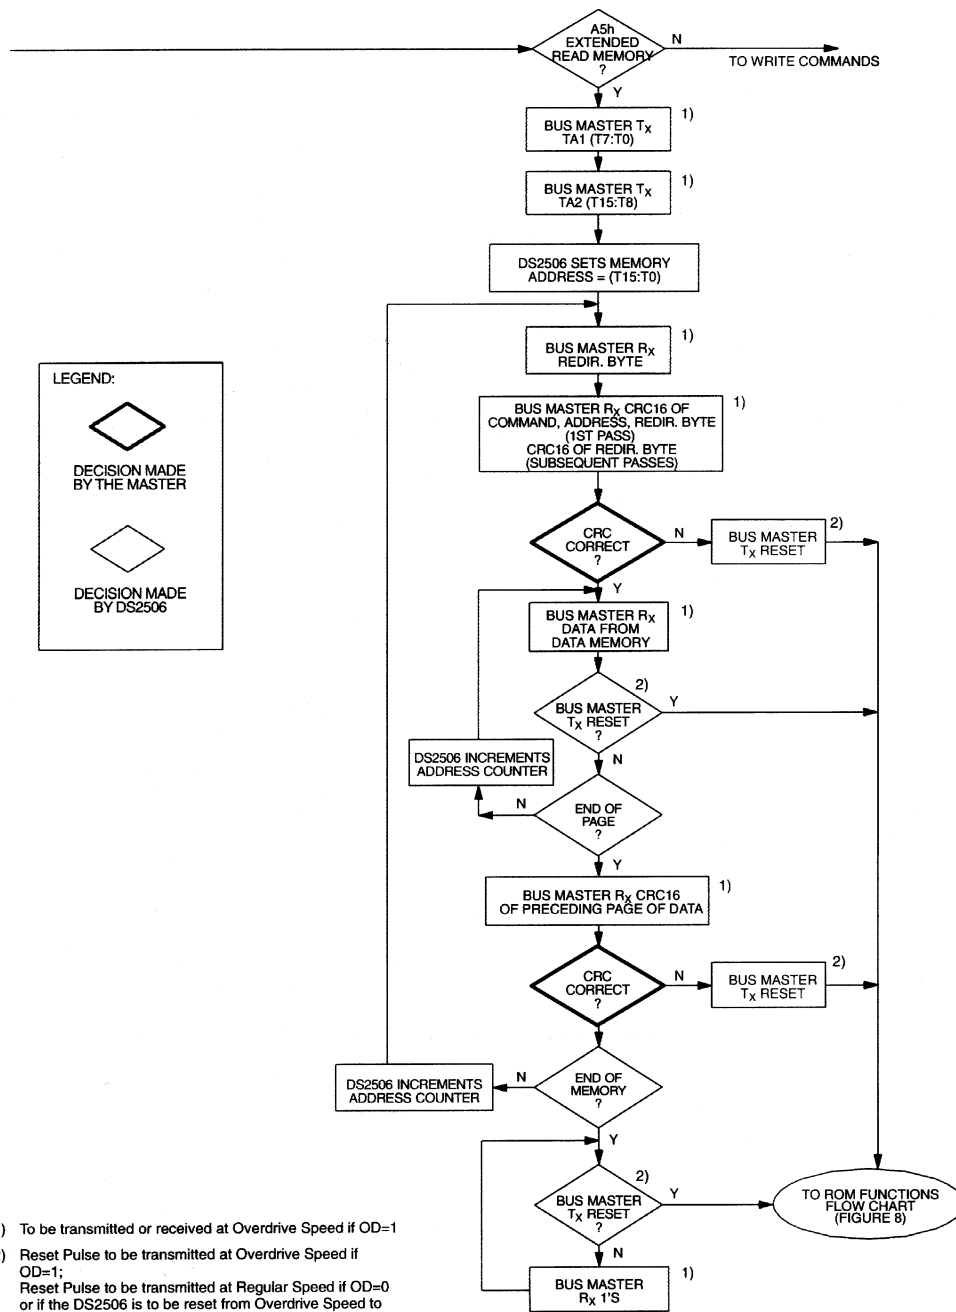 A5h
EXTENDED
READ MEMORY
?
N
TO WRITE COMMANDS
Y
BUS MASTER TX
TA1 (T7:T0)
1)
BUS MASTER TX
TA2 (T15:T8)
1)
DS2506 SETS MEMORY
ADDRESS = (T15:T0)
BUS MASTER RX
REDIR. BYTE
1)
LEGEND:
DECISION MADE
BY THE MASTER
DECISION MADE
BY DS2506
BUS MASTER RX CRC16 OF
COMMAND, ADDRESS, REDIR. BYTE
(1ST PASS)
CRC16 OF REDIR. BYTE
(SUBSEQUENT PASSES)
1)
CRC
CORRECT
?
N
BUS MASTER
TX RESET
2)
Y
BUS MASTER RX
DATA FROM
DATA MEMORY
1)
BUS MASTER
TX RESET
?
2)
Y
N
DS2506 INCREMENTS
ADDRESS COUNTER
END OF
PAGE
?
N
Y
BUS MASTER RX CRC16
OF PRECEDING PAGE OF DATA
1)
CRC
CORRECT
?
N
BUS MASTER
TX RESET
2)
END OF
MEMORY
?
N
DS2506 INCREMENTS
ADDRESS COUNTER
Y
BUS MASTER
TX RESET
?
2)
Y
TO ROM FUNCTIONS
FLOW CHART
(FIGURE 8)
N
BUS MASTER
RX 1'S
1)
) To be transmitted or received at Overdrive Speed if OD=1
) Reset Pulse to be transmitted at Overdrive Speed if
OD=1;
Reset Pulse to be transmitted at Regular Speed if OD=0
or if the DS2506 is to be reset from Overdrive Speed to